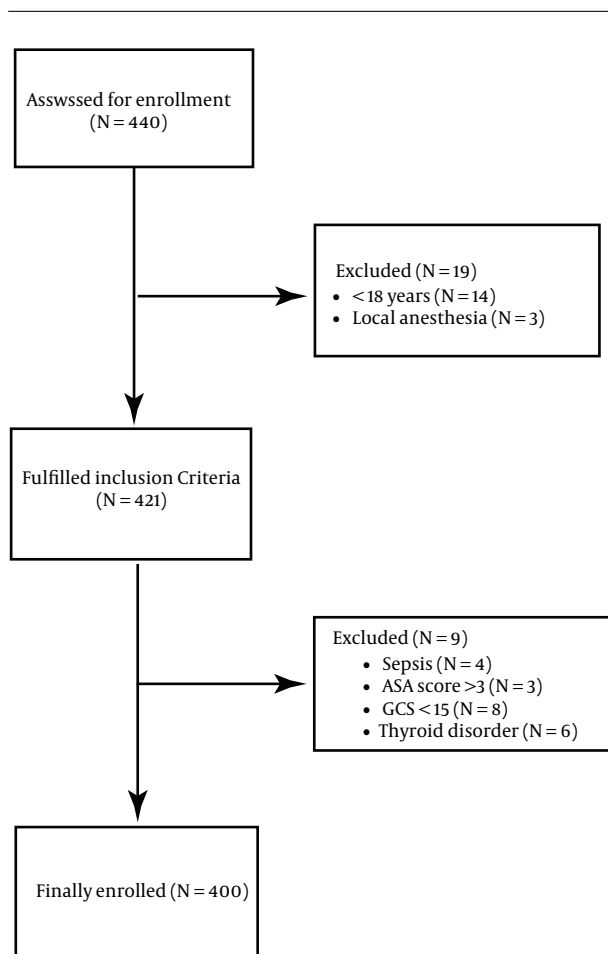 Asswssed for enrollment
(N = 440)
Excluded (N = 19)
• <18 years (N = 14)
• Local anesthesia (N = 3)
Fulfilled inclusion Criteria
(N = 421)
Excluded (N = 9)
• Sepsis (N = 4)
• ASA score >3 (N = 3)
• GCS <15 (N = 8)
• Thyroid disorder (N = 6)
Finally enrolled (N = 400)